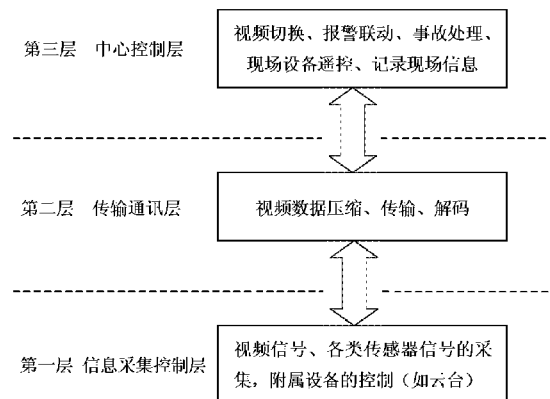 第三层 中心控制层
视频切换、报警联动、事故处理、
现场设备遥控、记录现场信息
第二层 传输通讯层
视频数据压缩、传输、解码
第一层 信息采集控制层
视频信号、各类传感器信号的采
集，附属设备的控制（如云台）